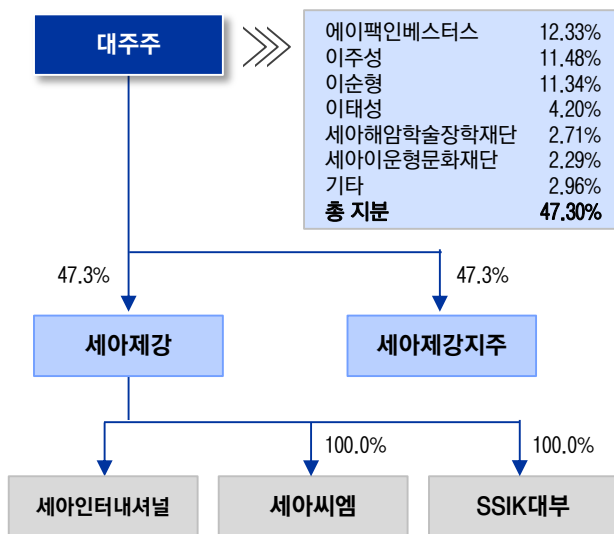 대주주
에이팩인베스터스 12.33%
이주성 11.48%
이순형 11.34%
이태성 4.20%
세아해암학술장학재단 2.71%
세아이운형문화재단 2.29%
기타 2.96%
총 지분 47.30%
47.3% 47.3%
세아제강 세아제강지주
100.0% 100.0%
세아인터내셔널 세아씨엠 SSIK대부